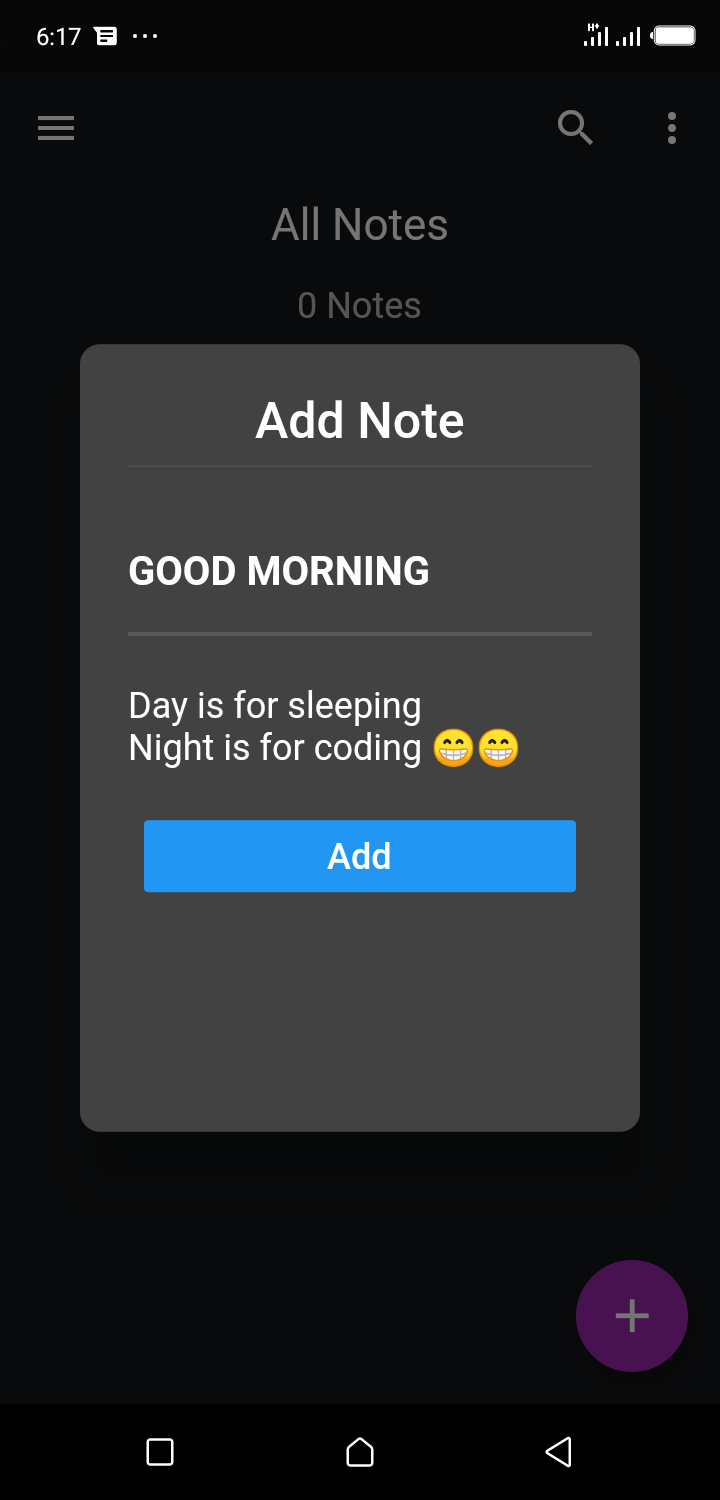 6:17
H+
All Notes
0 Notes
Add Note
GOOD MORNING
Day is for sleeping
Night is for coding 😁😁
Add